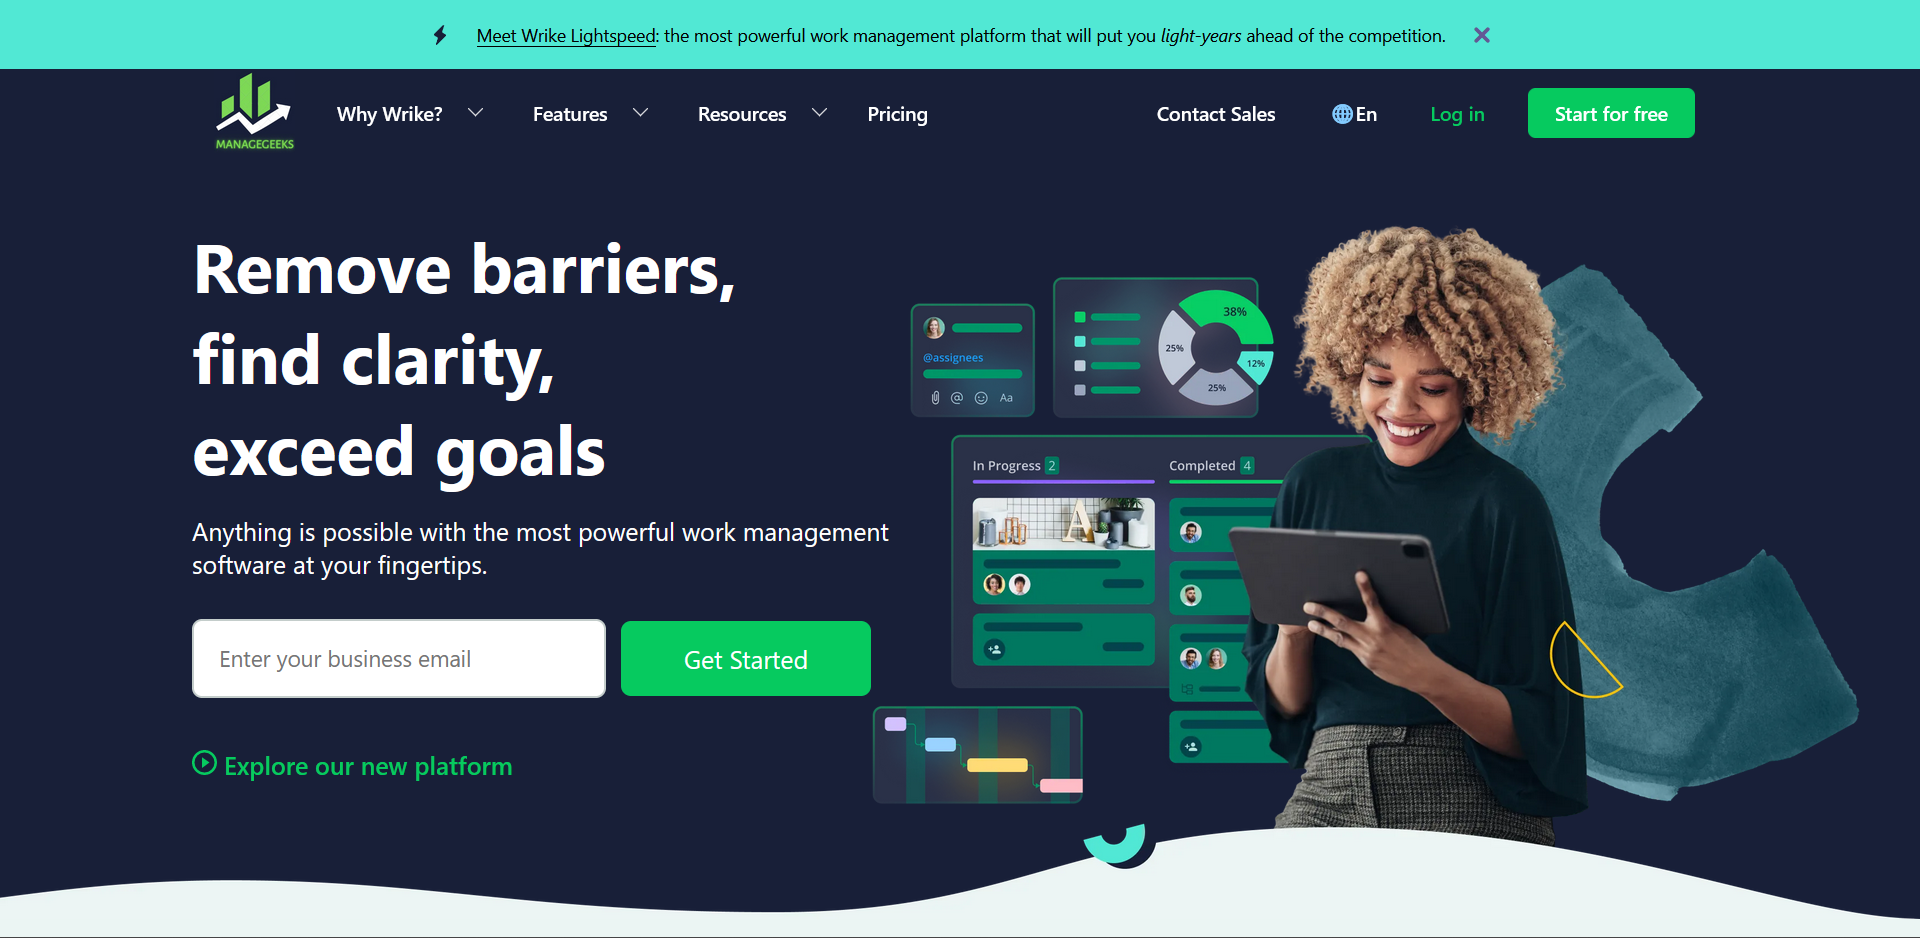 Meet Wrike Lightspeed: the most powerful work management platform that will put you light-years ahead of the competition.
MANAGEGEEKS
Why Wrike?
Features
Resources
Pricing
Contact Sales
En
Log in
Start for free
Remove barriers,
find clarity,
exceed goals
Anything is possible with the most powerful work management
software at your fingertips.
Enter your business email
Get Started
Explore our new platform
@assignees
@
Aa
38%
25%
12%
25%
In Progress 2
Completed 4
A